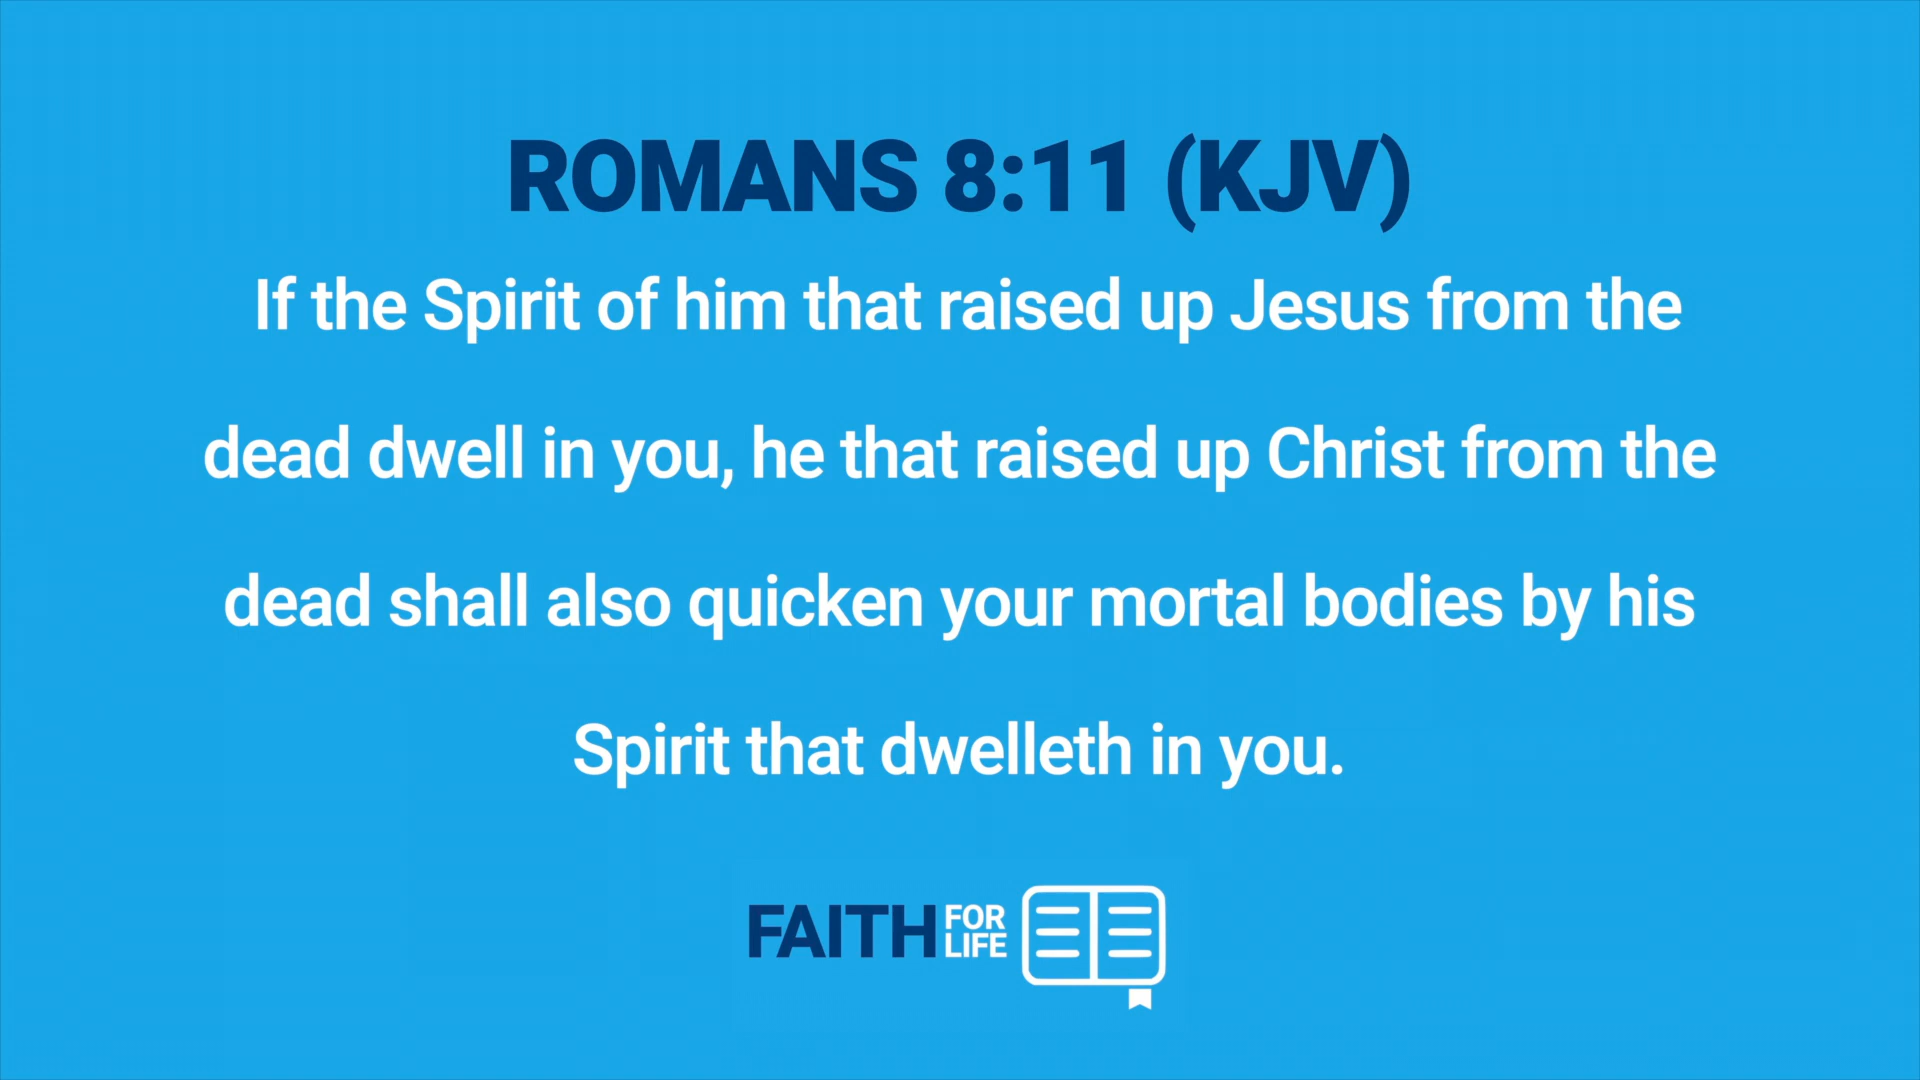 ROMANS 8:11 (KJV)
If the Spirit of him that raised up Jesus from the
dead dwell in you, he that raised up Christ from the
dead shall also quicken your mortal bodies by his
Spirit that dwelleth in you.
FAITH FOR LIFE